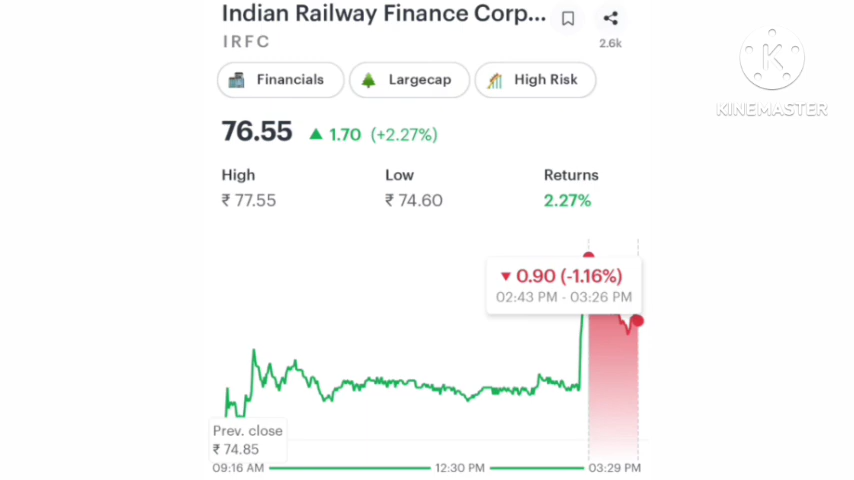 Indian Railway Finance Corp...
IRFC
2.6k
Financials Largecap High Risk
76.55 ▲ 1.70 (+2.27%)
High Low Returns
₹ 77.55 ₹ 74.60 2.27%
▼ 0.90 (-1.16%)
02:43 PM - 03:26 PM
Prev. close
₹ 74.85
09:16 AM 12:30 PM 03:29 PM
K
KINEMASTER